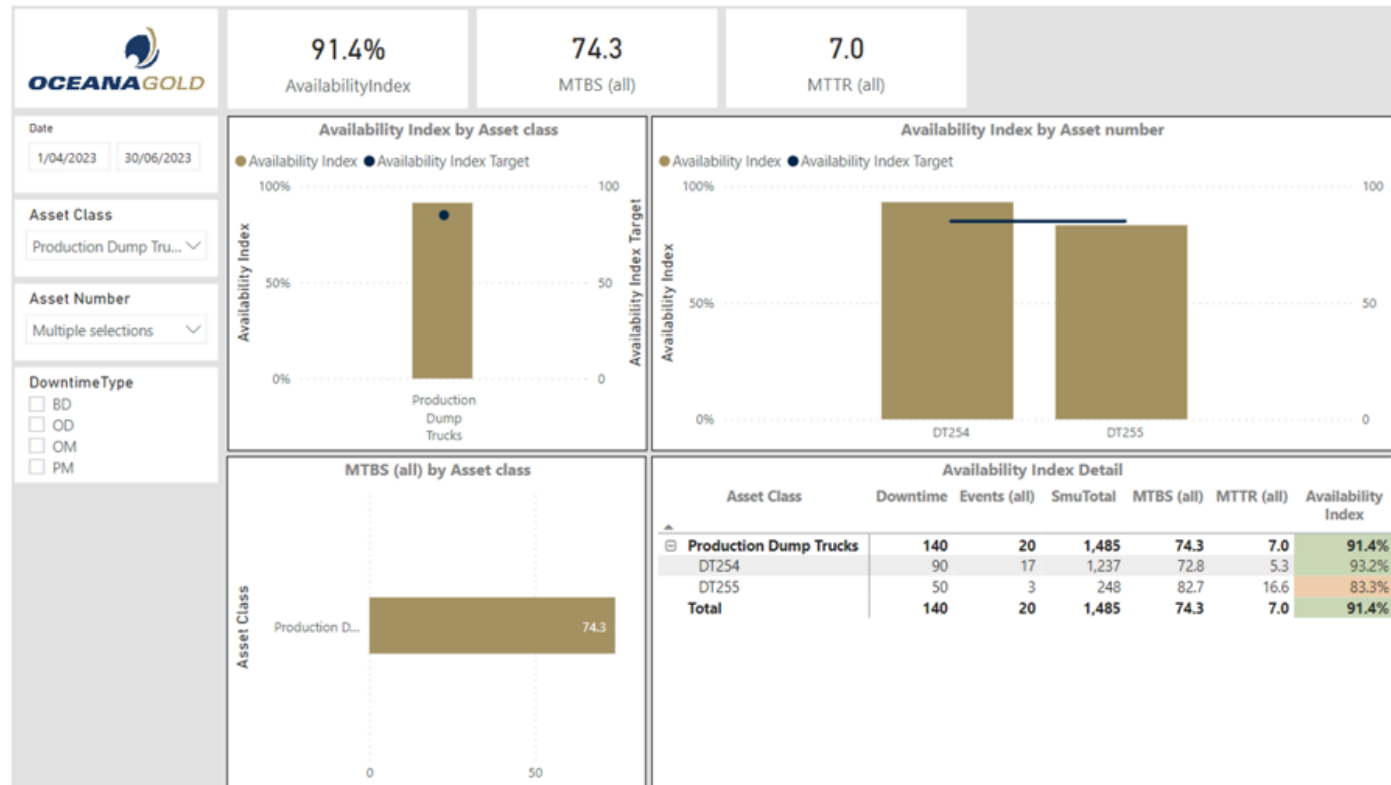 OCEANAGOLD
91.4%
AvailabilityIndex
74.3
MTBS (all)
7.0
MTTR (all)
Date
1/04/2023 30/06/2023
Asset Class
Production Dump Tru...
Asset Number
Multiple selections
DowntimeType
BD
OD
OM
PM
Availability Index by Asset class
Availability Index Availability Index Target
100% 100
50% 50
0% 0
Availability Index
Availability Index Target
Production
Dump
Trucks
Availability Index by Asset number
Availability Index Availability Index Target
100% 100
50% 50
0% 0
Availability Index
DT254 DT255
MTBS (all) by Asset class
Asset Class
Production D... 74.3
0 50
Availability Index Detail
Asset Class Downtime Events (all) SmuTotal MTBS (all) MTTR (all) Availability
Index
Production Dump Trucks 140 20 1,485 74.3 7.0 91.4%
DT254 90 17 1,237 72.8 5.3 93.2%
DT255 50 3 248 82.7 16.6 83.3%
Total 140 20 1,485 74.3 7.0 91.4%